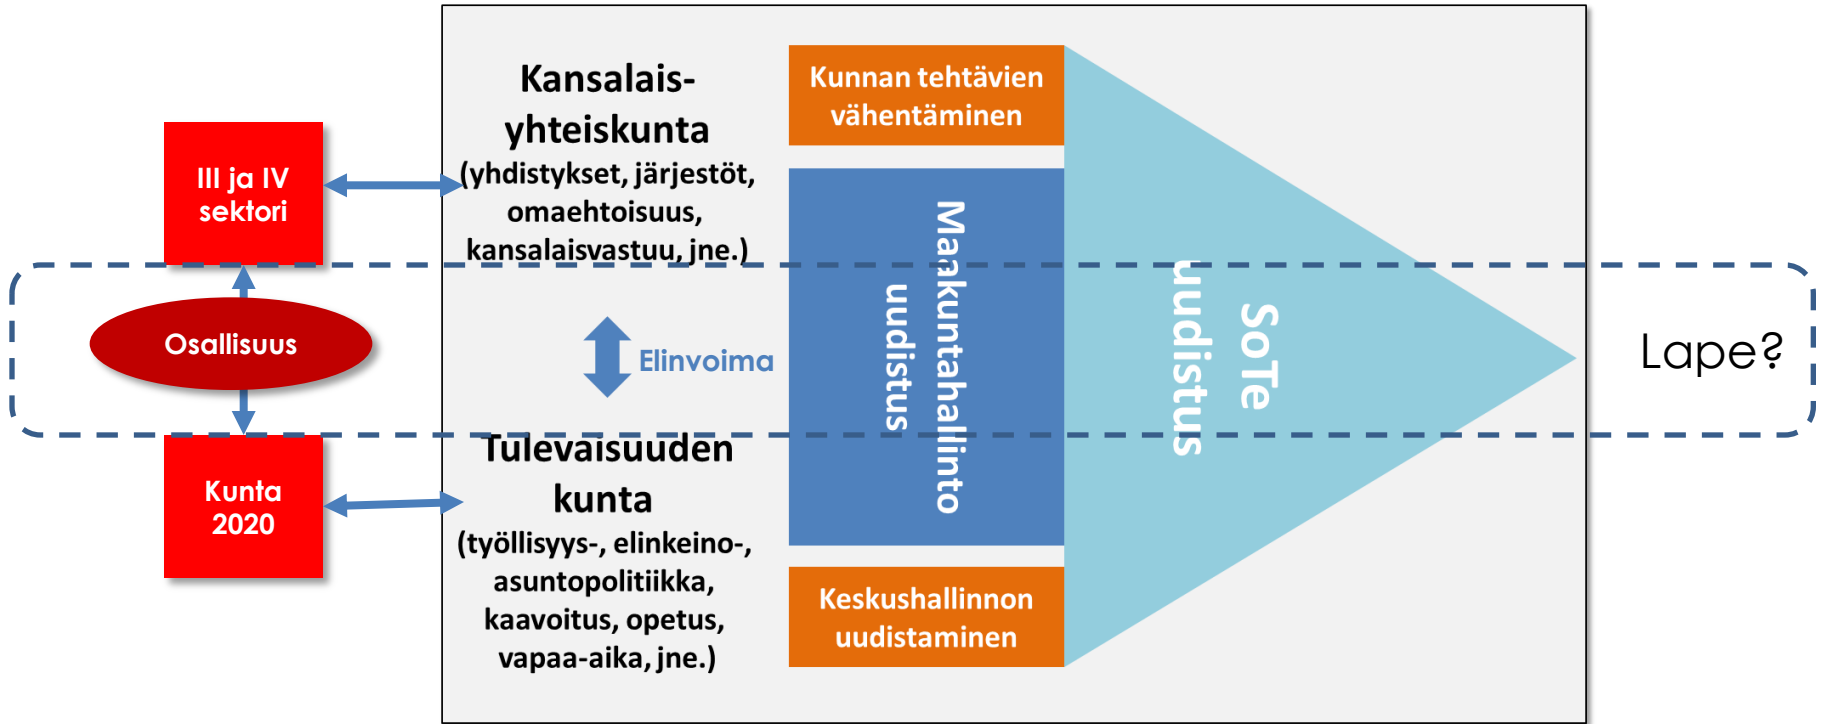 III ja IV
sektori
Osallisuus
Kunta
2020
Kansalais-
yhteiskunta
(yhdistykset, järjestöt,
omaehtoisuus,
kansalaisvastuu, jne.)
Elinvoima
Tulevaisuuden
kunta
(työllisyys-, elinkeino-,
asuntopolitiikka,
kaavoitus, opetus,
vapaa-aika, jne.)
Kunnan tehtävien
vähentäminen
Maakuntahallinto
uudistus
Keskushallinnon
uudistaminen
SoTe
uudistus
Lape?